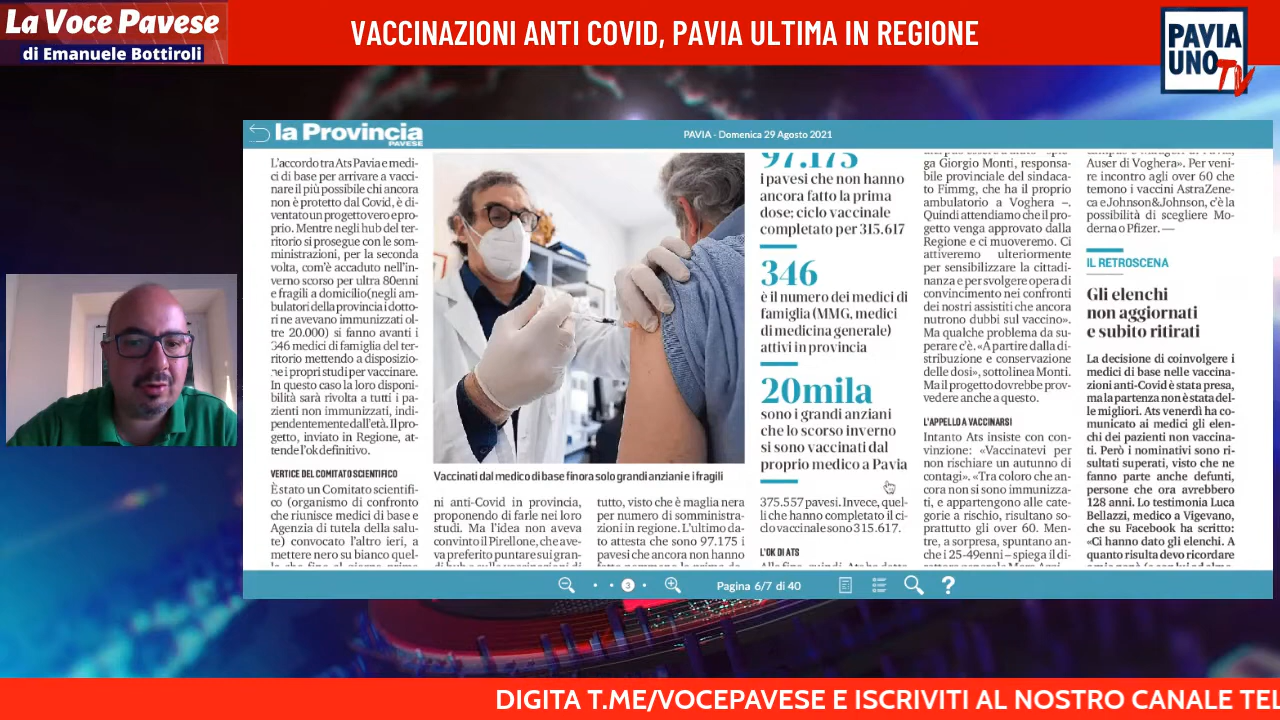 La Voce Pavese
di Emanuele Bottiroli
VACCINAZIONI ANTI COVID, PAVIA ULTIMA IN REGIONE
PAVIA
UNO TV
la Provincia
PAVESE
PAVIA - Domenica 29 Agosto 2021
L'accordo tra Ats Pavia e medi-
ci di base per arrivare a vacci-
nare il più possibile chi ancora
non è protetto dal Covid, è di-
ventato un progetto vero e pro-
prio. Mentre negli hub del ter-
ritorio si prosegue con le som-
ministrazioni, per la seconda
volta, com'è accaduto nell'in-
verno scorso per ultra 80enni
e fragili a domicilio (negli am-
bulatori della provincia i dotto-
ri ne avevano immunizzati ol-
tre 20.000) si fanno avanti i
346 medici di famiglia del ter-
ritorio mettendo a disposizio-
ne i propri studi per vaccinare.
In questo caso la loro disponi-
bilità sarà rivolta a tutti i pa-
zienti non immunizzati, indi-
pendentemente dall'età. Il pro-
getto, inviato in Regione, at-
tende l'ok definitivo.
VERTICE DEL COMITATO SCIENTIFICO
È stato un Comitato scientifi-
co (organismo di confronto
che riunisce medici di base e
Agenzia di tutela della salu-
te) convocato l'altro ieri, a
mettere nero su bianco quel-
Vaccinati dal medico di base finora solo grandi anziani e i fragili
ni anti-Covid in provincia,
proponendo di farle nei loro
studi. Ma l'idea non aveva
convinto il Pirellone, che ave-
va preferito puntare sui gran-
tutto, visto che è maglia nera
per numero di somministra-
zioni in regione. L'ultimo da-
to attesta che sono 97.175 i
pavesi che ancora non hanno
97.175
i pavesi che non hanno
ancora fatto la prima
dose; ciclo vaccinale
completato per 315.617
346
è il numero dei medici di
famiglia (MMG, medici
di medicina generale)
attivi in provincia
20mila
sono i grandi anziani
che lo scorso inverno
si sono vaccinati dal
proprio medico a Pavia
375.557 pavesi. Invece, quel-
li che hanno completato il ci-
clo vaccinale sono 315.617.
L'OK DI ATS
ga Giorgio Monti, responsa-
bile provinciale del sindaca-
to Fimmg, che ha il proprio
ambulatorio a Voghera –.
Quindi attendiamo che il pro-
getto venga approvato dalla
Regione e ci muoveremo. Ci
attiveremo ulteriormente
per sensibilizzare la cittadi-
nanza e per svolgere opera di
convincimento nei confronti
dei nostri assistiti che ancora
nutrono dubbi sul vaccino».
Ma qualche problema da su-
perare c'è. «A partire dalla di-
stribuzione e conservazione
delle dosi», sottolinea Monti.
Ma il progetto dovrebbe prov-
vedere anche a questo.
L'APPELLO A VACCINARSI
Intanto Ats insiste con con-
vinzione: «Vaccinatevi per
non rischiare un autunno di
contagi». «Tra coloro che an-
cora non si sono immunizza-
ti, e appartengono alle cate-
gorie a rischio, risultano so-
prattutto gli over 60. Men-
tre, a sorpresa, spuntano an-
che i 25-49enni – spiega il di-
Auser di Voghera». Per veni-
re incontro agli over 60 che
temono i vaccini AstraZene-
ca e Johnson&Johnson, c'è la
possibilità di scegliere Mo-
derna o Pfizer. —
IL RETROSCENA
Gli elenchi
non aggiornati
e subito ritirati
La decisione di coinvolgere i
medici di base nelle vaccina-
zioni anti-Covid è stata presa,
ma la partenza non è stata del-
le migliori. Ats venerdì ha co-
municato ai medici gli elen-
chi dei pazienti non vaccina-
ti. Però i nominativi sono ri-
sultati superati, visto che ne
fanno parte anche defunti,
persone che ora avrebbero
128 anni. Lo testimonia Luca
Bellazzi, medico a Vigevano,
che su Facebook ha scritto:
«Ci hanno dato gli elenchi. A
quanto risulta devo ricordare
3
Pagina 6/7 di 40
?
DIGITA T.ME/VOCEPAVESE E ISCRIVITI AL NOSTRO CANALE TEL